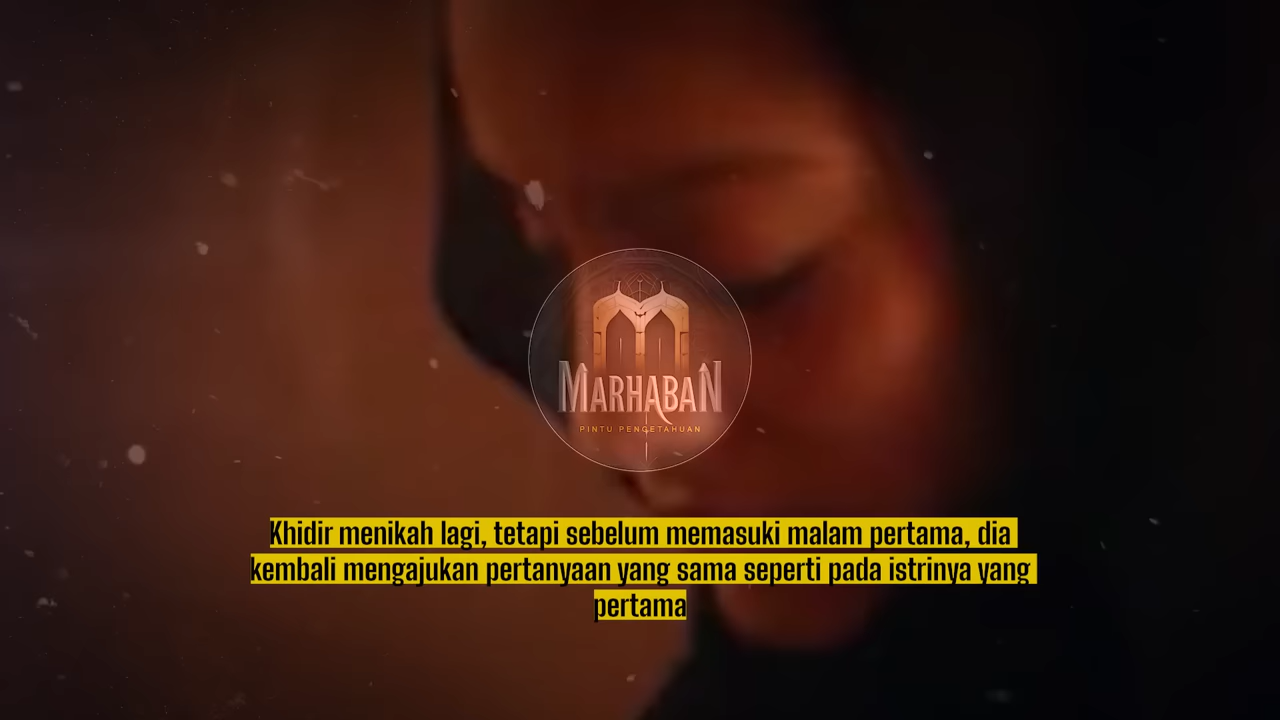 MARHABAN
PINTU PENGETAHUAN
Khidir menikah lagi, tetapi sebelum memasuki malam pertama, dia
kembali mengajukan pertanyaan yang sama seperti pada istrinya yang
pertama